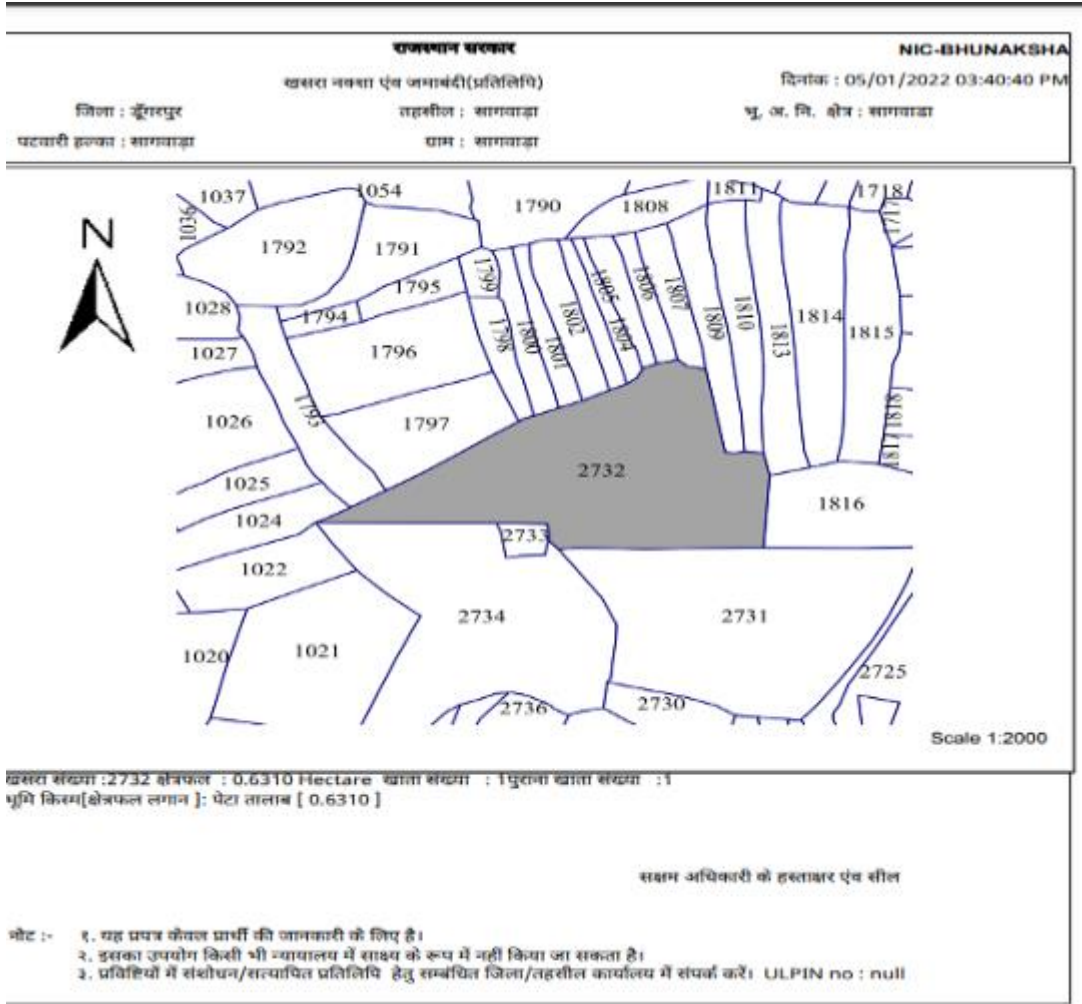 राजस्थान सरकार
NIC-BHUNAKSHA
खसरा नक्शा एंव जमाबंदी(प्रतिलिपि)
दिनांक : 05/01/2022 03:40:40 PM
जिला : डूँगरपुर
तहसील : सागवाड़ा
भू. अ. नि. क्षेत्र : सागवाडा
पटवारी हल्का : सागवाड़ा
ग्राम : सागवाड़ा
N
1037
1054
1790
1808
1811
1718
1036
1792
1791
1795
1799
1028
1794
1798
1800
1801
1802
1805
1804
1806
1807
1809
1810
1813
1814
1815
1027
1796
1026
1793
1797
1818
1817
1025
2732
1024
1816
2733
1022
2734
2731
1020
1021
2725
2736
2730
Scale 1:2000
खसरा संख्या :2732 क्षेत्रफल : 0.6310 Hectare खाता संख्या : 1पुराना खाता संख्या :1
भूमि किस्म[क्षेत्रफल लगान ]: पेटा तालाब [ 0.6310 ]
सक्षम अधिकारी के हस्ताक्षर एंव सील
नोट :- १. यह प्रपत्र केवल प्रार्थी की जानकारी के लिए है।
२. इसका उपयोग किसी भी न्यायालय में साक्ष्य के रूप में नहीं किया जा सकता है।
३. प्रविष्टियों में संशोधन/सत्यापित प्रतिलिपि हेतु सम्बंधित जिला/तहसील कार्यालय में संपर्क करें। ULPIN no : null